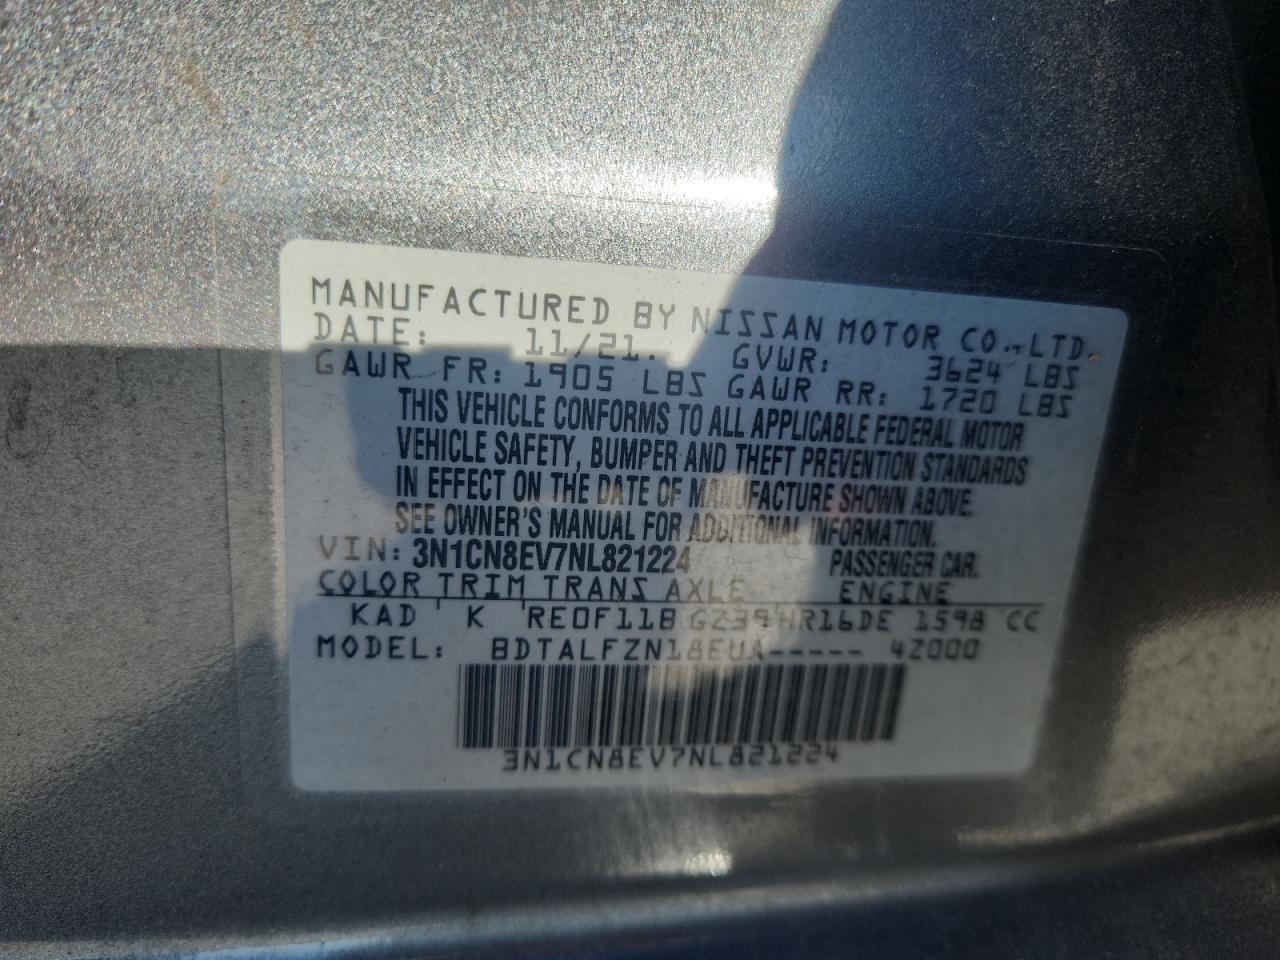 MANUFACTURED BY NISSAN MOTOR CO., LTD.
DATE: 11/21. GVWR: 3624 LBS
GAWR FR: 1905 LBS GAWR RR: 1720 LBS
THIS VEHICLE CONFORMS TO ALL APPLICABLE FEDERAL MOTOR
VEHICLE SAFETY, BUMPER AND THEFT PREVENTION STANDARDS
IN EFFECT ON THE DATE OF MANUFACTURE SHOWN ABOVE.
SEE OWNER'S MANUAL FOR ADDITIONAL INFORMATION.
VIN: 3N1CN8EV7NL821224 PASSENGER CAR.
COLOR TRIM TRANS AXLE ENGINE
KAD K RE0F11B GZ39 HR16DE 1598 CC
MODEL: BDTALFZN18EUA----- 4Z000
3N1CN8EV7NL821224